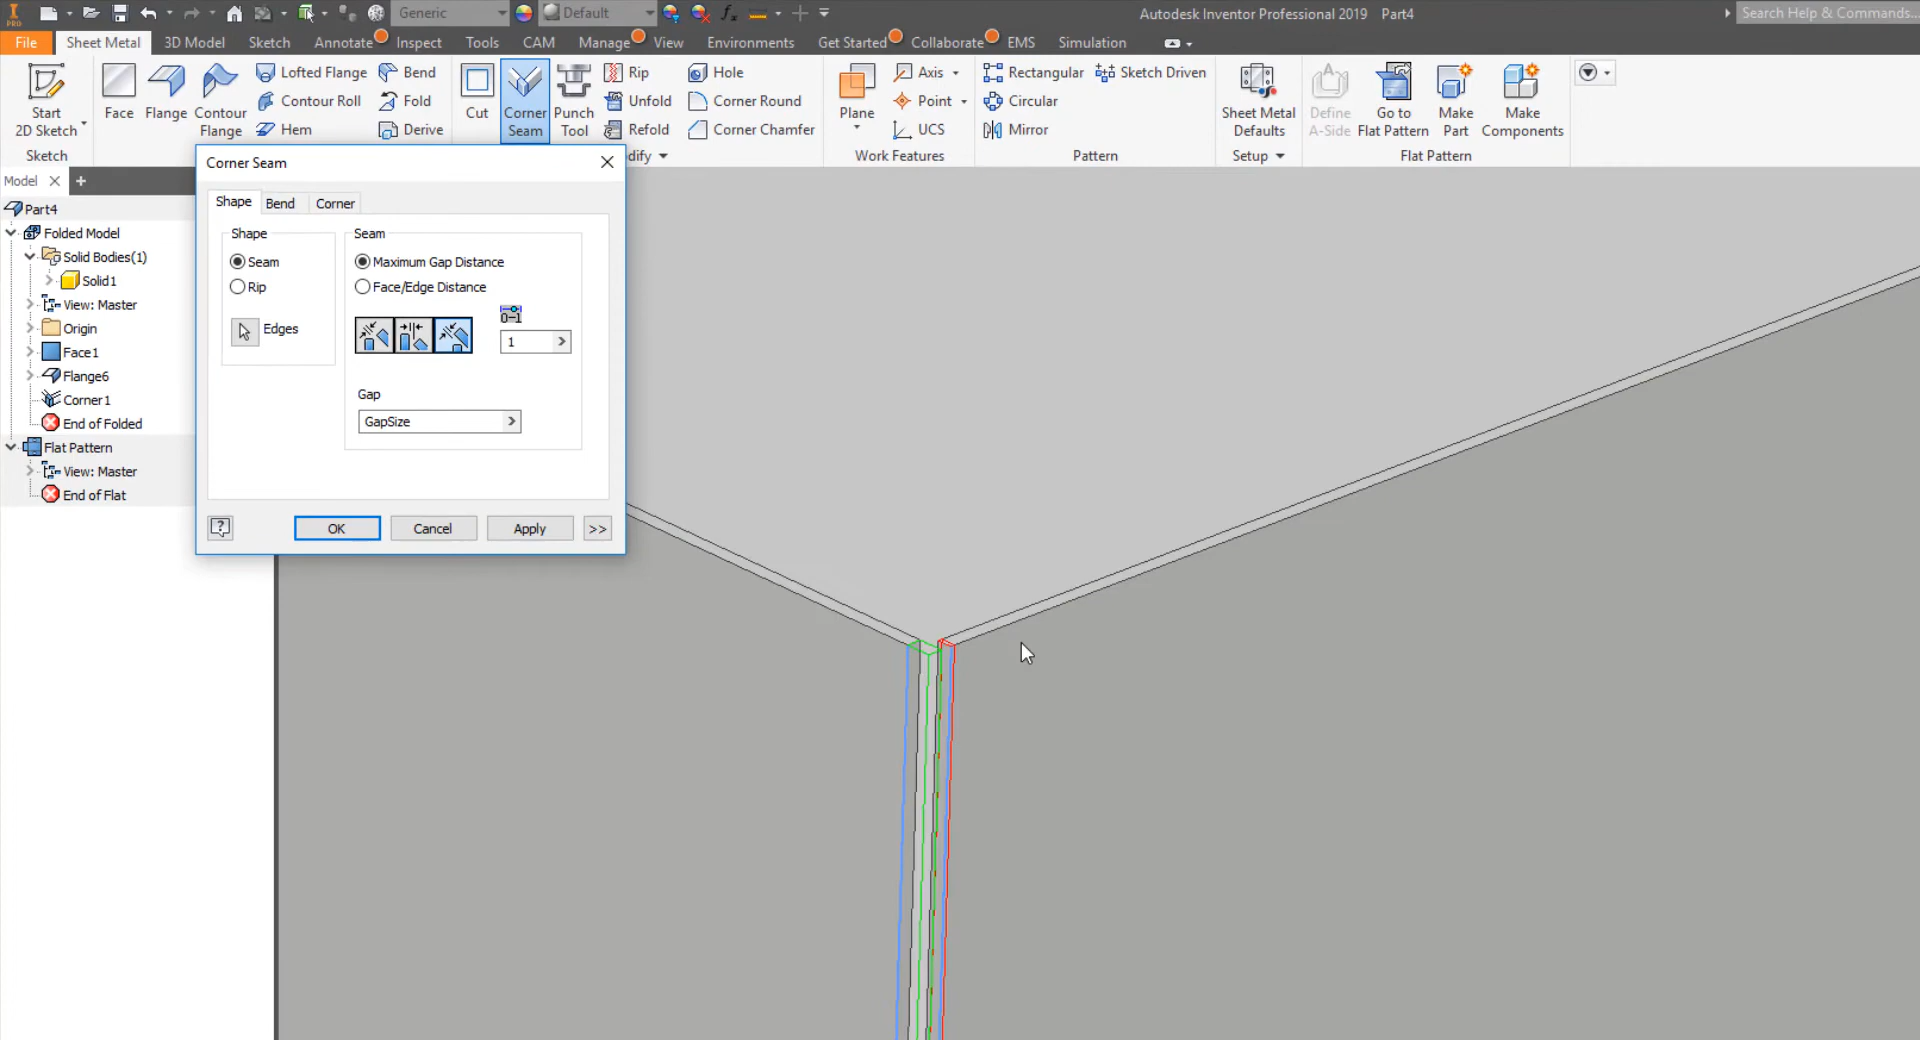 PRO
Generic
Default
fx
Autodesk Inventor Professional 2019 Part4
Search Help & Commands...
File
Sheet Metal
3D Model
Sketch
Annotate
Inspect
Tools
CAM
Manage
View
Environments
Get Started
Collaborate
EMS
Simulation
Start
2D Sketch
Sketch
Face
Flange
Contour
Flange
Lofted Flange
Contour Roll
Hem
Bend
Fold
Derive
Cut
Corner
Seam
Punch
Tool
Rip
Unfold
Refold
Hole
Corner Round
Corner Chamfer
dify
Plane
Axis
Point
UCS
Work Features
Rectangular
Sketch Driven
Circular
Mirror
Pattern
Sheet Metal
Defaults
Setup
Define
A-Side
Go to
Flat Pattern
Make
Part
Make
Components
Flat Pattern
Model
Part4
Folded Model
Solid Bodies(1)
Solid1
View: Master
Origin
Face1
Flange6
Corner1
End of Folded
Flat Pattern
View: Master
End of Flat
Corner Seam
Shape
Bend
Corner
Shape
Seam
Rip
Edges
Seam
Maximum Gap Distance
Face/Edge Distance
0-1
1
Gap
GapSize
?
OK
Cancel
Apply
>>